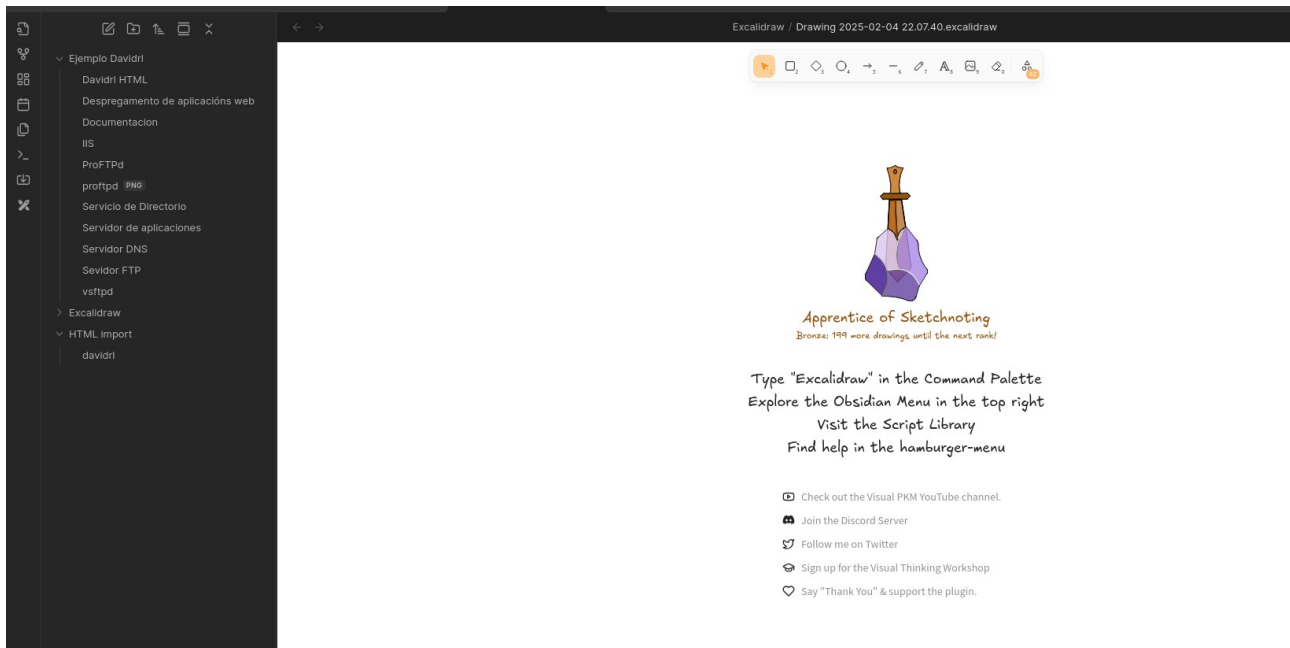 Excalidraw / Drawing 2025-02-04 22.07.40.excalidraw
Ejemplo Davidrl
Davidrl HTML
Despregamento de aplicacións web
Documentacion
IIS
ProFTPd
proftpd PNG
Servicio de Directorio
Servidor de aplicaciones
Servidor DNS
Sevidor FTP
vsftpd
Excalidraw
HTML import
davidrl
Apprentice of Sketchnoting
Bronze: 199 more drawings until the next rank!
Type "Excalidraw" in the Command Palette
Explore the Obsidian Menu in the top right
Visit the Script Library
Find help in the hamburger-menu
Check out the Visual PKM YouTube channel.
Join the Discord Server
Follow me on Twitter
Sign up for the Visual Thinking Workshop
Say "Thank You" & support the plugin.